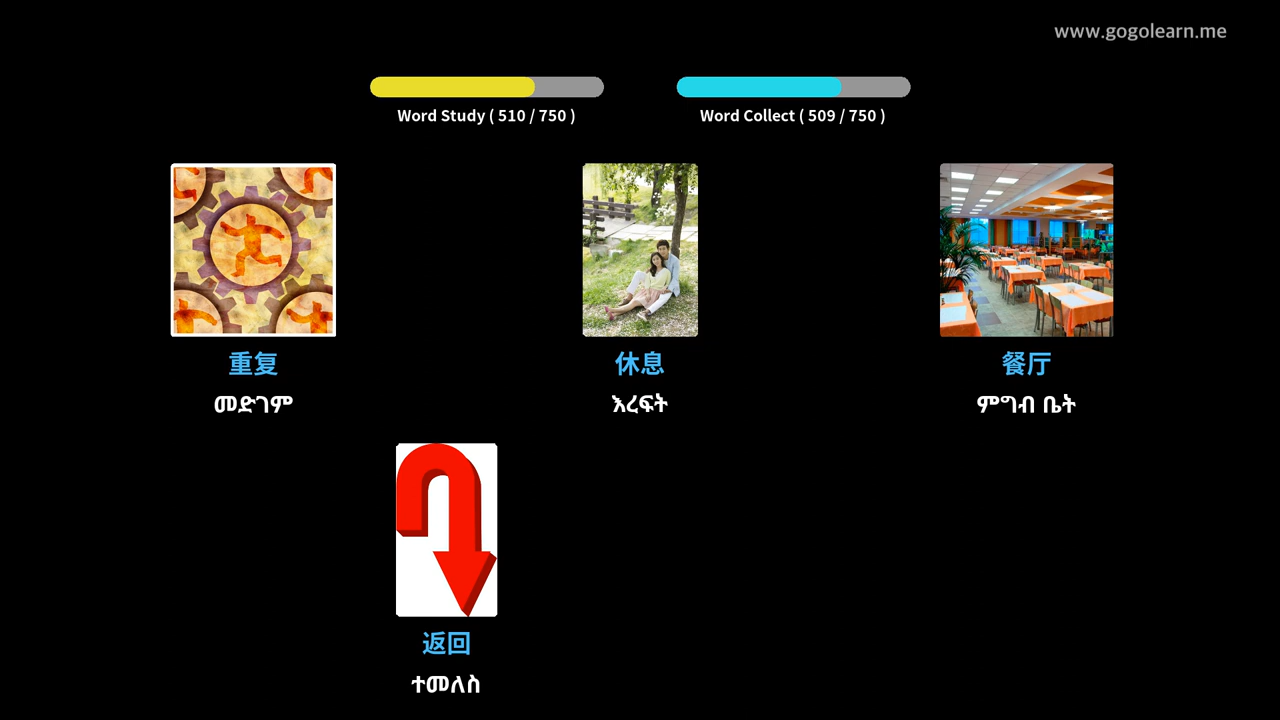 www.gogolearn.me
Word Study ( 510 / 750 )
Word Collect ( 509 / 750 )
重复
መድገም
休息
እረፍት
餐厅
ምግብ ቤት
返回
ተመለስ